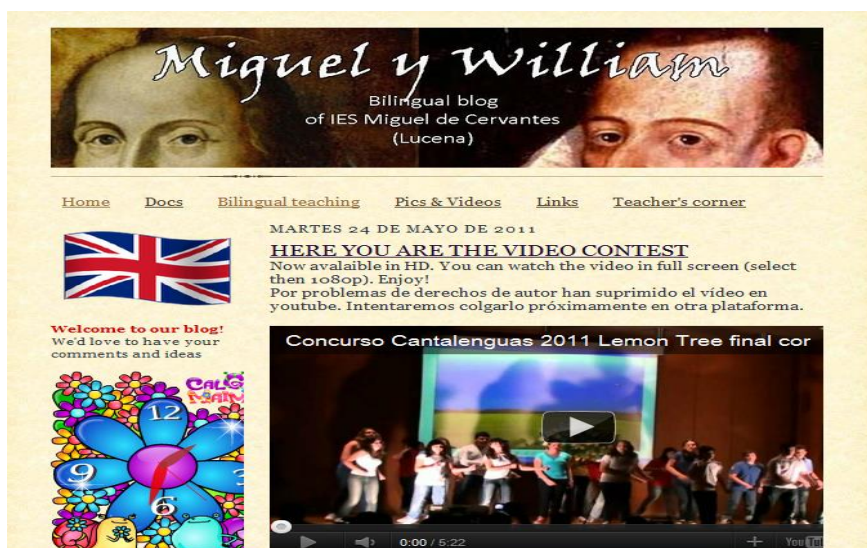 Miguel y William
Bilingual blog
of IES Miguel de Cervantes
(Lucena)
Home Docs Bilingual teaching Pics & Videos Links Teacher's corner
MARTES 24 DE MAYO DE 2011
HERE YOU ARE THE VIDEO CONTEST
Now avalaible in HD. You can watch the video in full screen (select
then 1080p). Enjoy!
Por problemas de derechos de autor han suprimido el vídeo en
youtube. Intentaremos colgarlo próximamente en otra plataforma.
Welcome to our blog!
We'd love to have your
comments and ideas
12
9
3
6
Concurso Cantalenguas 2011 Lemon Tree final cor
0:00 / 5:22